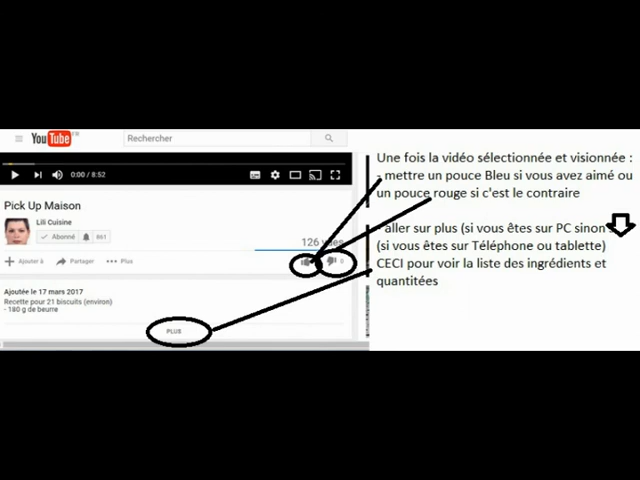 YouTube FR
Rechercher
0:00 / 8:52
Pick Up Maison
Lili Cuisine
Abonné 861
126 vues
Ajouter à Partager Plus 0
Ajoutée le 17 mars 2017
Recette pour 21 biscuits (environ)
- 180 g de beurre
PLUS
Une fois la vidéo sélectionnée et visionnée :
- mettre un pouce Bleu si vous avez aimé ou
un pouce rouge si c'est le contraire
- aller sur plus (si vous êtes sur PC sinon
(si vous êtes sur Téléphone ou tablette)
CECI pour voir la liste des ingrédients et
quantitées